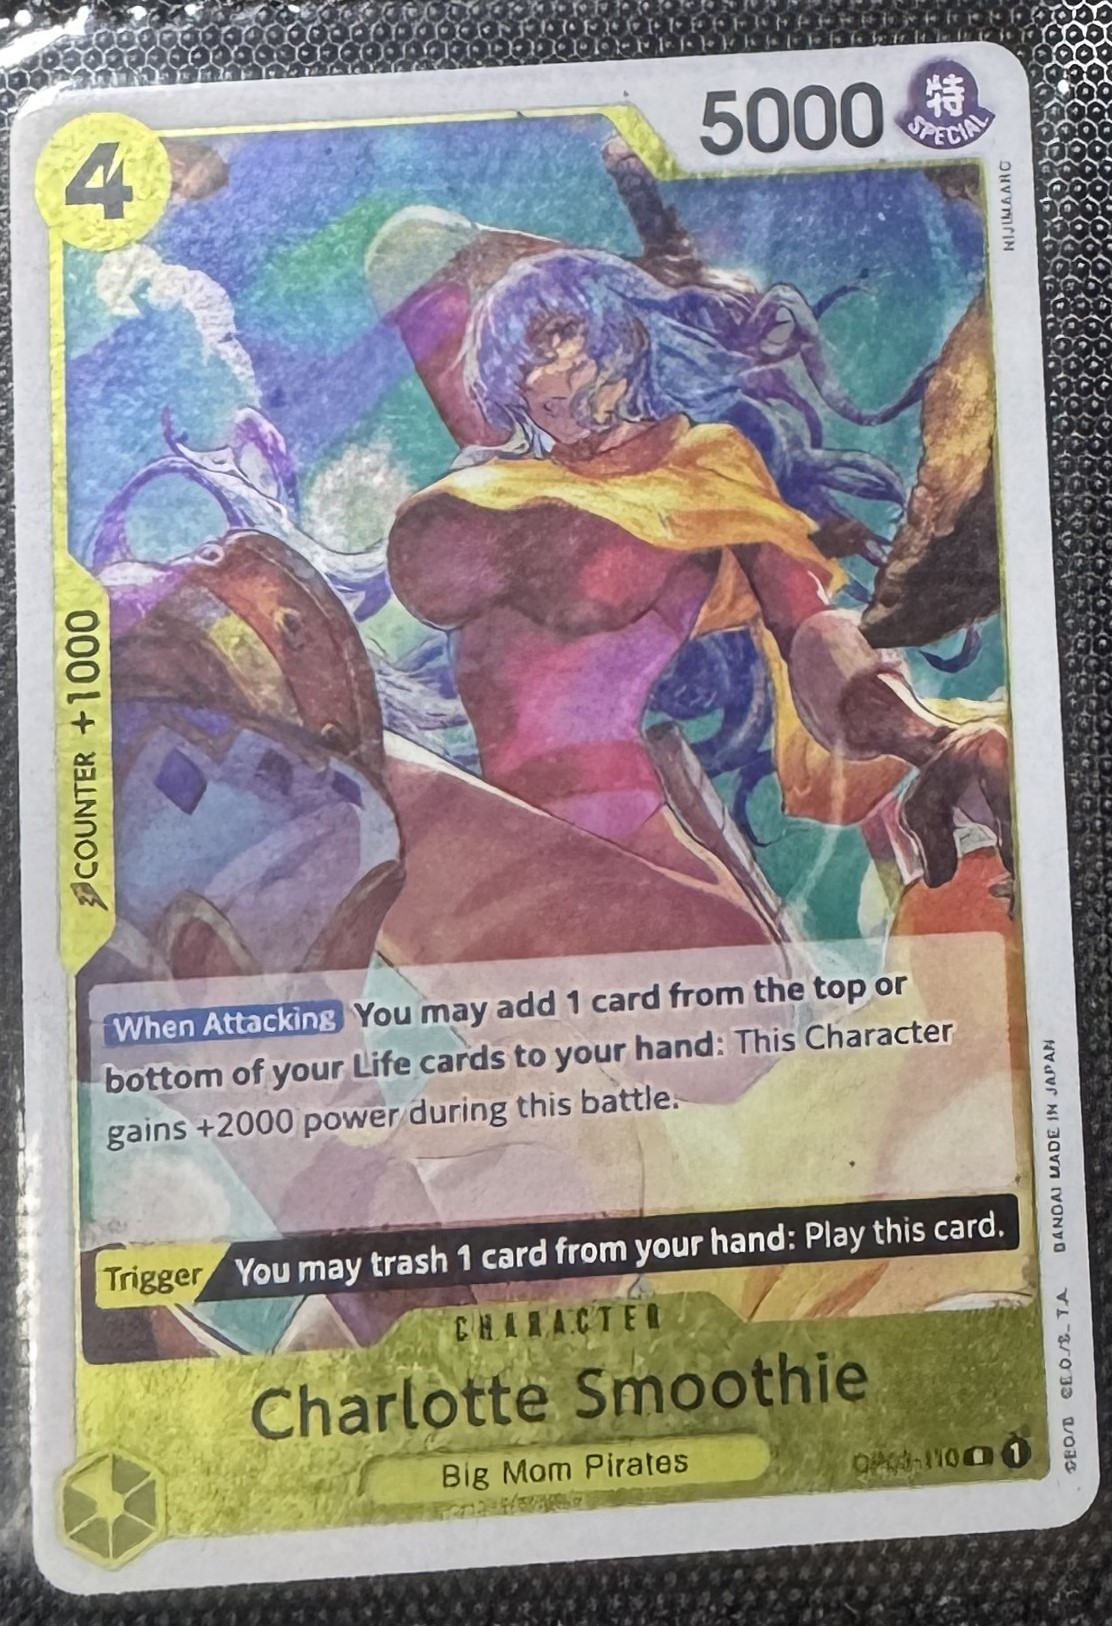 4
5000
特
SPECIAL
NIJIMAARC
COUNTER +1000
When Attacking You may add 1 card from the top or
bottom of your Life cards to your hand: This Character
gains +2000 power during this battle.
Trigger You may trash 1 card from your hand: Play this card.
CHARACTER
Charlotte Smoothie
Big Mom Pirates
1
BANDAI MADE IN JAPAN